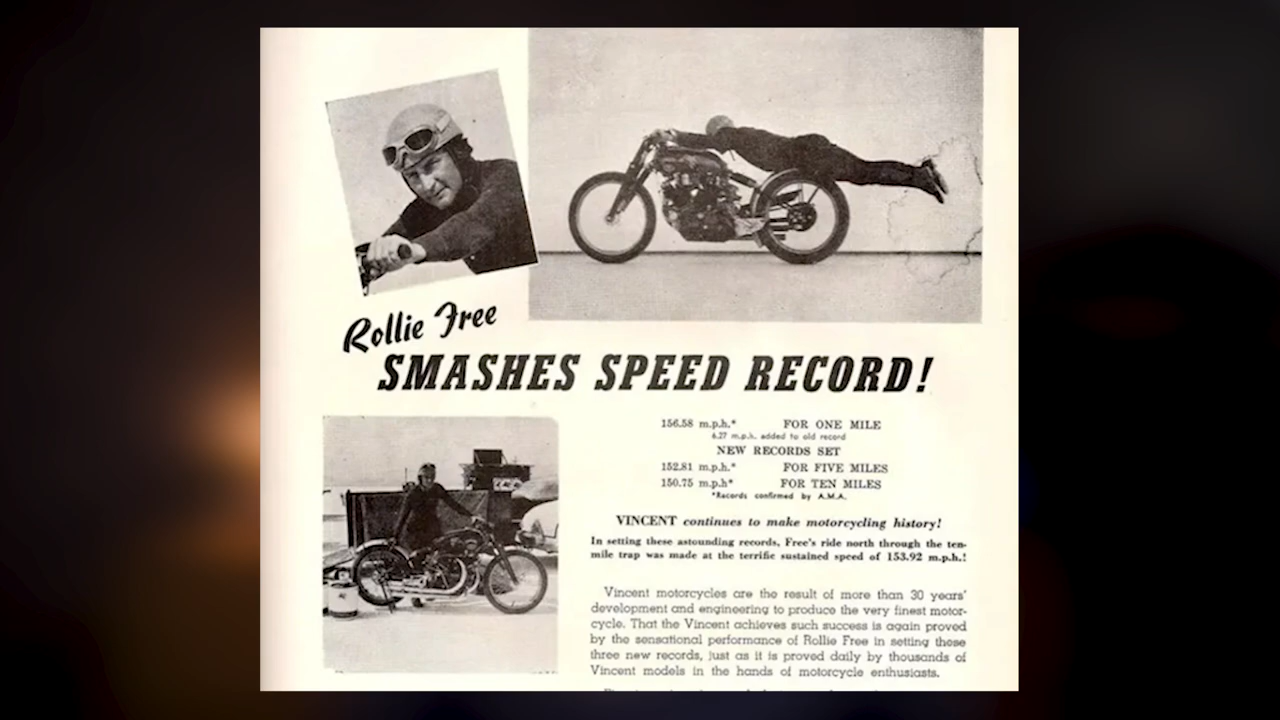 Rollie Free
SMASHES SPEED RECORD!
156.58 m.p.h.* FOR ONE MILE
6.27 m.p.h. added to old record
NEW RECORDS SET
152.81 m.p.h.* FOR FIVE MILES
150.75 m.p.h* FOR TEN MILES
*Records confirmed by A.M.A.
VINCENT continues to make motorcycling history!
In setting these astounding records, Free's ride north through the ten-
mile trap was made at the terrific sustained speed of 153.92 m.p.h.!
Vincent motorcycles are the result of more than 30 years'
development and engineering to produce the very finest motor-
cycle. That the Vincent achieves such success is again proved
by the sensational performance of Rollie Free in setting these
three new records, just as it is proved daily by thousands of
Vincent models in the hands of motorcycle enthusiasts.